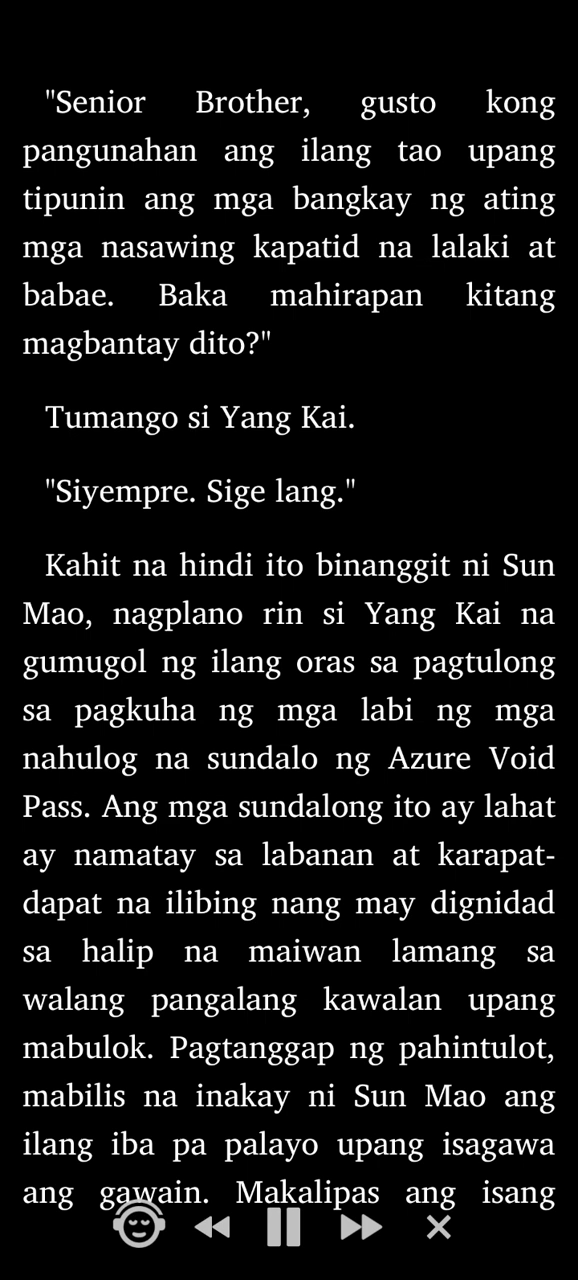 "Senior Brother, gusto kong
pangunahan ang ilang tao upang
tipunin ang mga bangkay ng ating
mga nasawing kapatid na lalaki at
babae. Baka mahirapan kitang
magbantay dito?"
Tumango si Yang Kai.
"Siyempre. Sige lang."
Kahit na hindi ito binanggit ni Sun
Mao, nagplano rin si Yang Kai na
gumugol ng ilang oras sa pagtulong
sa pagkuha ng mga labi ng mga
nahulog na sundalo ng Azure Void
Pass. Ang mga sundalong ito ay lahat
ay namatay sa labanan at karapat-
dapat na ilibing nang may dignidad
sa halip na maiwan lamang sa
walang pangalang kawalan upang
mabulok. Pagtanggap ng pahintulot,
mabilis na inakay ni Sun Mao ang
ilang iba pa palayo upang isagawa
ang gawain. Makalipas ang isang